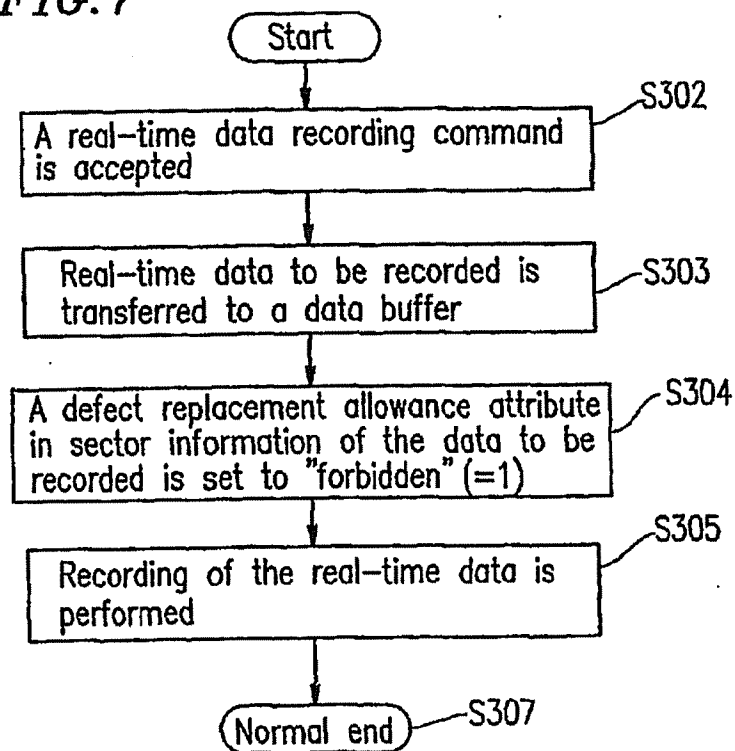 FIG. 7
Start
S302
A real-time data recording command
is accepted
S303
Real-time data to be recorded is
transferred to a data buffer
S304
A defect replacement allowance attribute
in sector information of the data to be
recorded is set to "forbidden" (=1)
S305
Recording of the real-time data is
performed
Normal end
S307